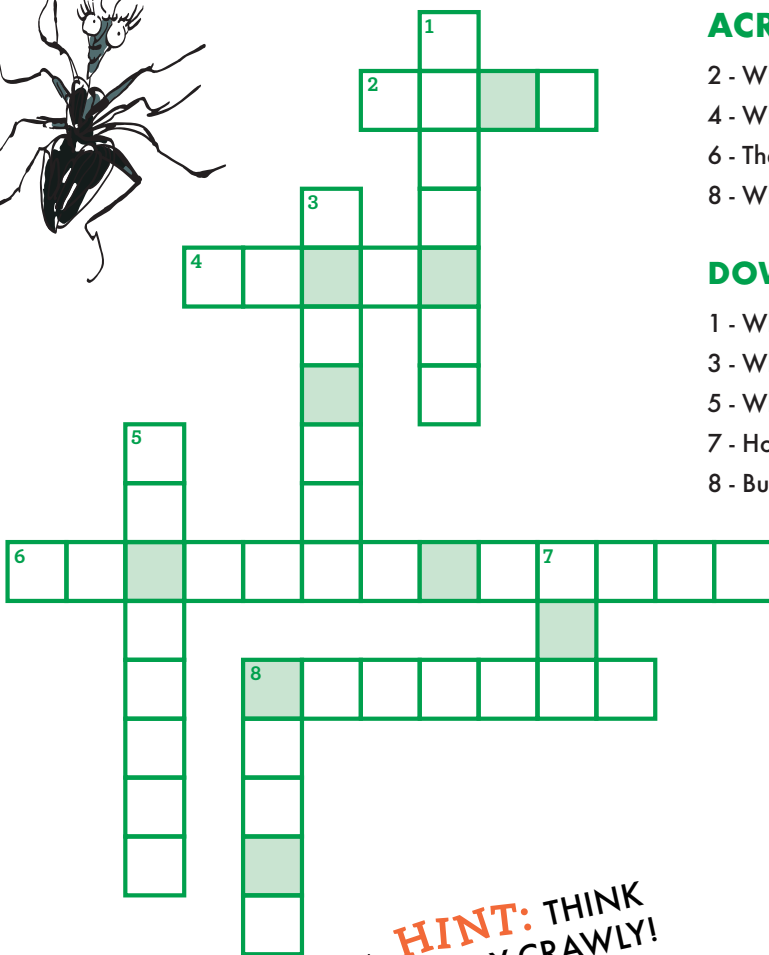 1
2
3
4
5
6
7
8
ACR
2 - W
4 - W
6 - Th
8 - W
DOW
1 - W
3 - W
5 - W
7 - Ho
8 - Bu
HINT: THINK
Y CRAWLY!